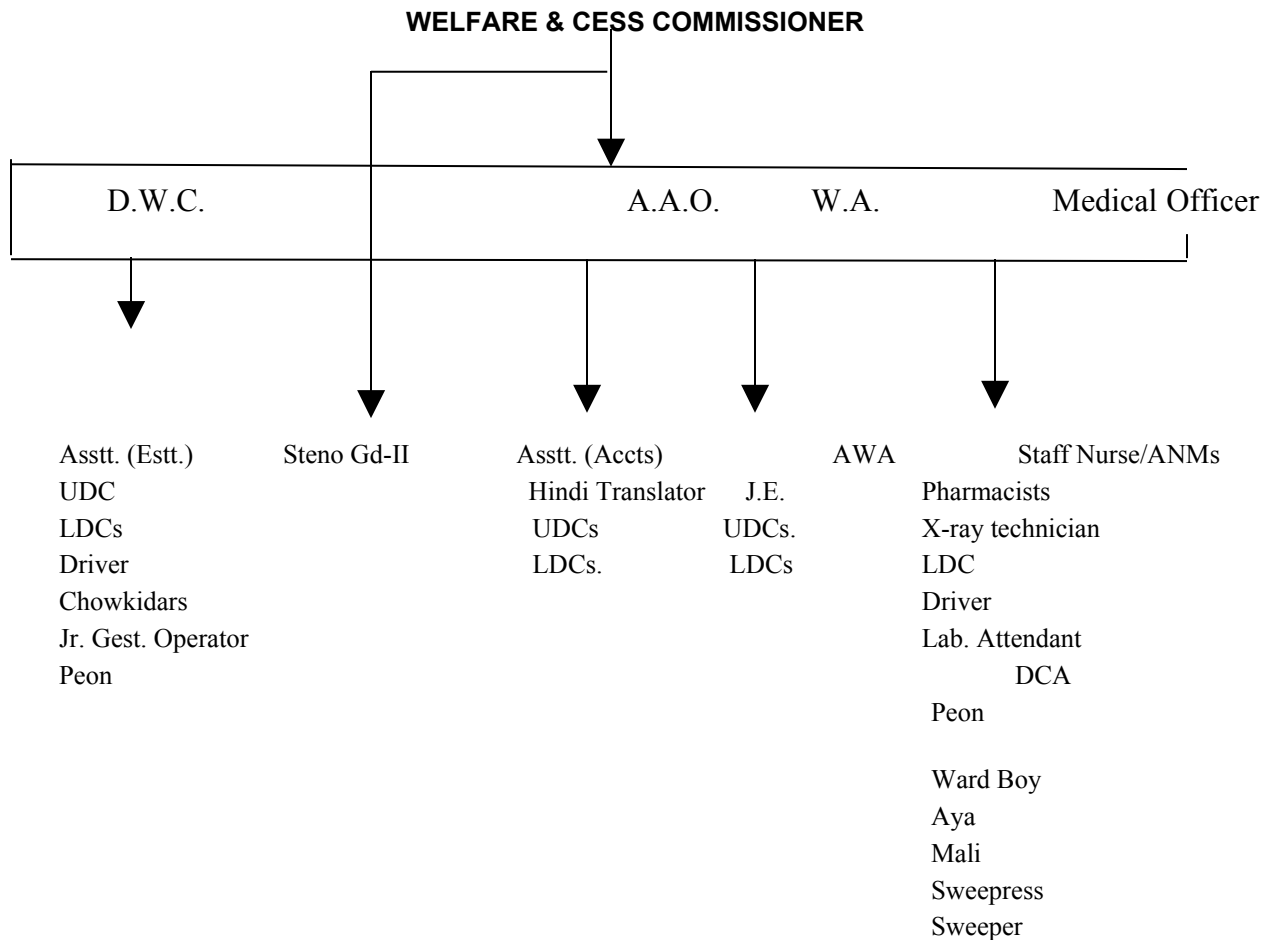 WELFARE & CESS COMMISSIONER
D.W.C. A.A.O. W.A. Medical Officer
Asstt. (Estt.) Steno Gd-II Asstt. (Accts) AWA Staff Nurse/ANMs
UDC Hindi Translator J.E. Pharmacists
LDCs UDCs UDCs. X-ray technician
Driver LDCs. LDCs LDC
Chowkidars Driver
Jr. Gest. Operator Lab. Attendant
Peon DCA
Peon
Ward Boy
Aya
Mali
Sweepress
Sweeper